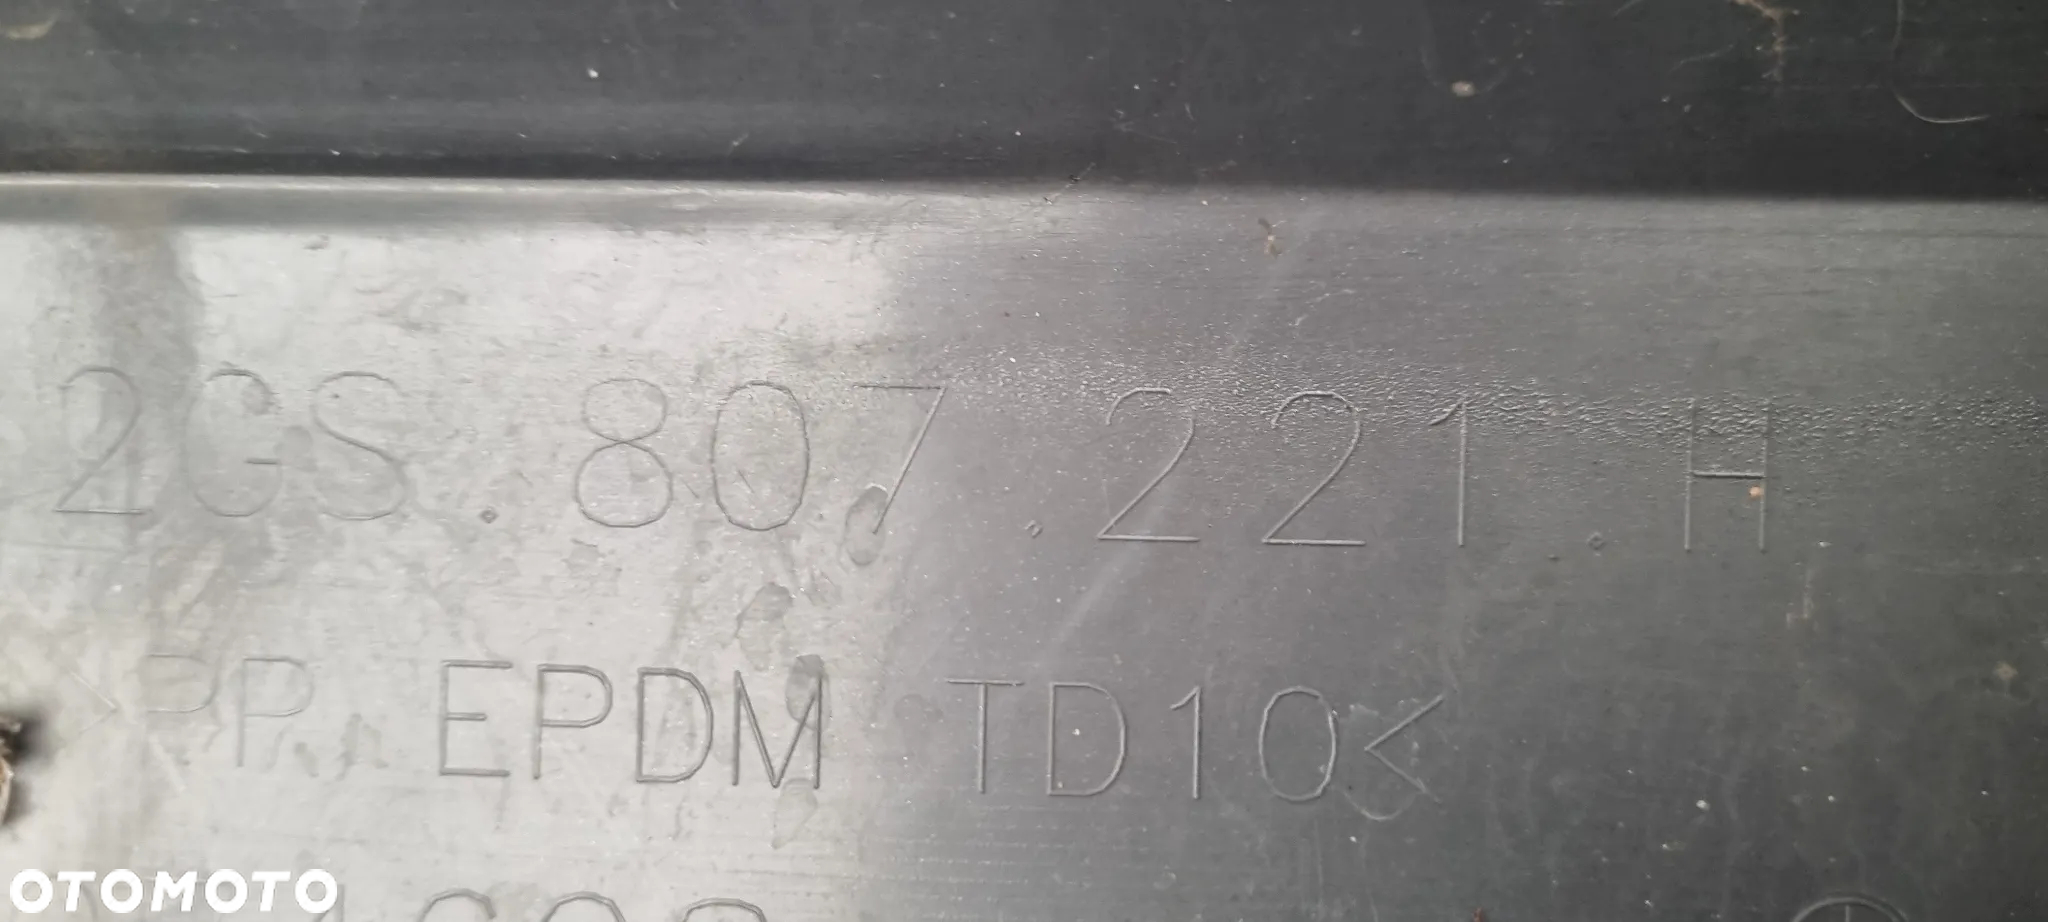 2GS.807.221.H
>PP EPDM TD10<
OTOMOTO